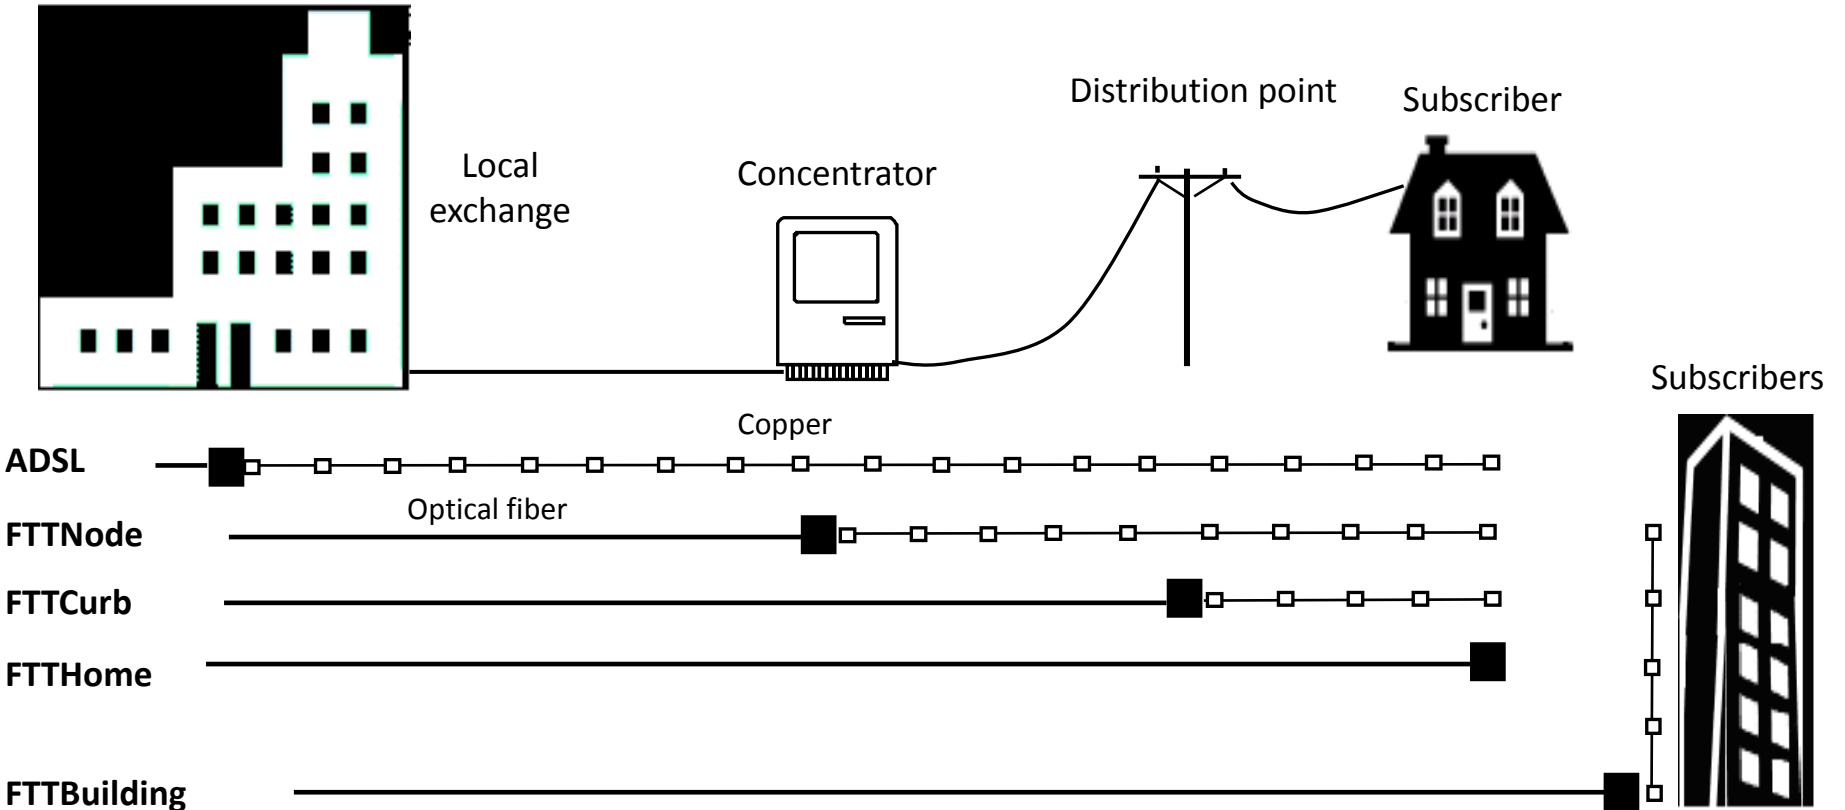 Distribution point
Subscriber
Local
exchange
Concentrator
Subscribers
Copper
ADSL
Optical fiber
FTTNode
FTTCurb
FTTHome
FTTBuilding